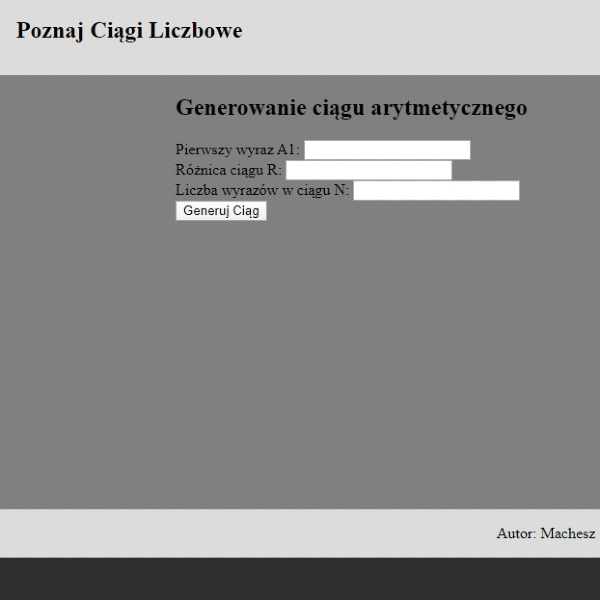 Poznaj Ciągi Liczbowe
Generowanie ciągu arytmetycznego
Pierwszy wyraz A1:
Różnica ciągu R:
Liczba wyrazów w ciągu N:
Generuj Ciąg
Autor: Machesz